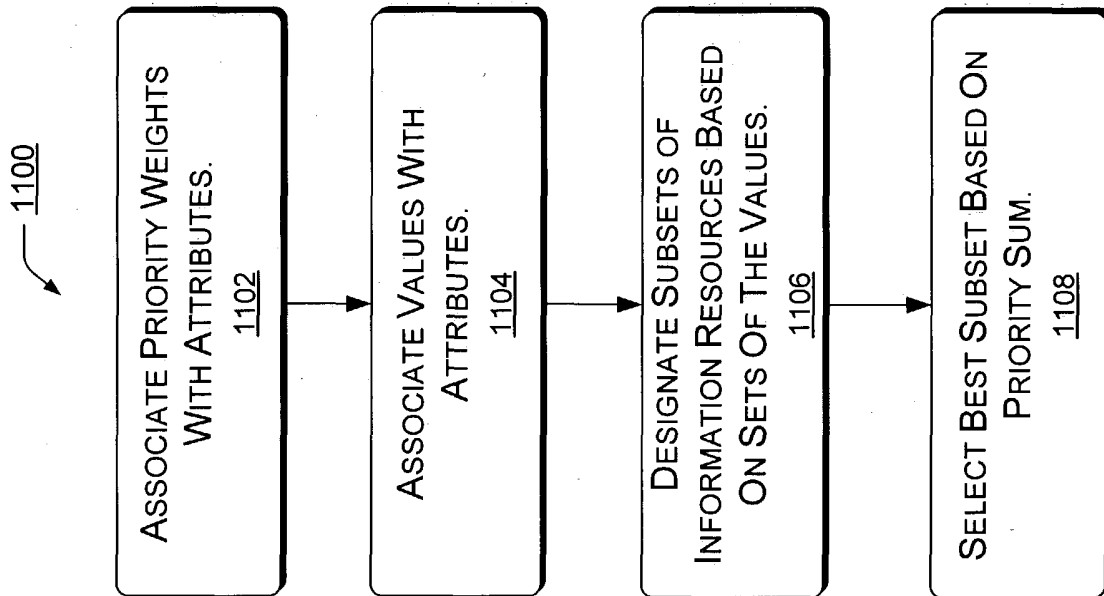 1100
ASSOCIATE PRIORITY WEIGHTS
WITH ATTRIBUTES.
1102
ASSOCIATE VALUES WITH
ATTRIBUTES.
1104
DESIGNATE SUBSETS OF
INFORMATION RESOURCES BASED
ON SETS OF THE VALUES.
1106
SELECT BEST SUBSET BASED ON
PRIORITY SUM.
1108